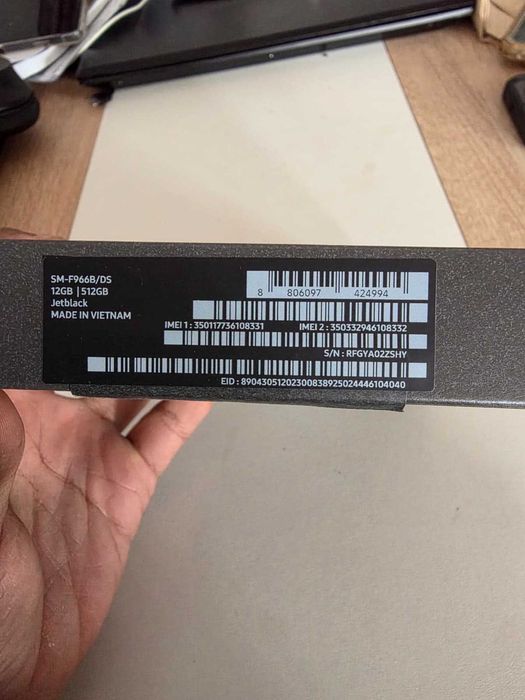 SM-F966B/DS
12GB | 512GB
Jetblack
MADE IN VIETNAM
8 806097 424994
IMEI 1 : 350117736108331 IMEI 2 : 350332946108332
S/N : RFGYA02ZSHY
EID : 89043051202300838925024446104040